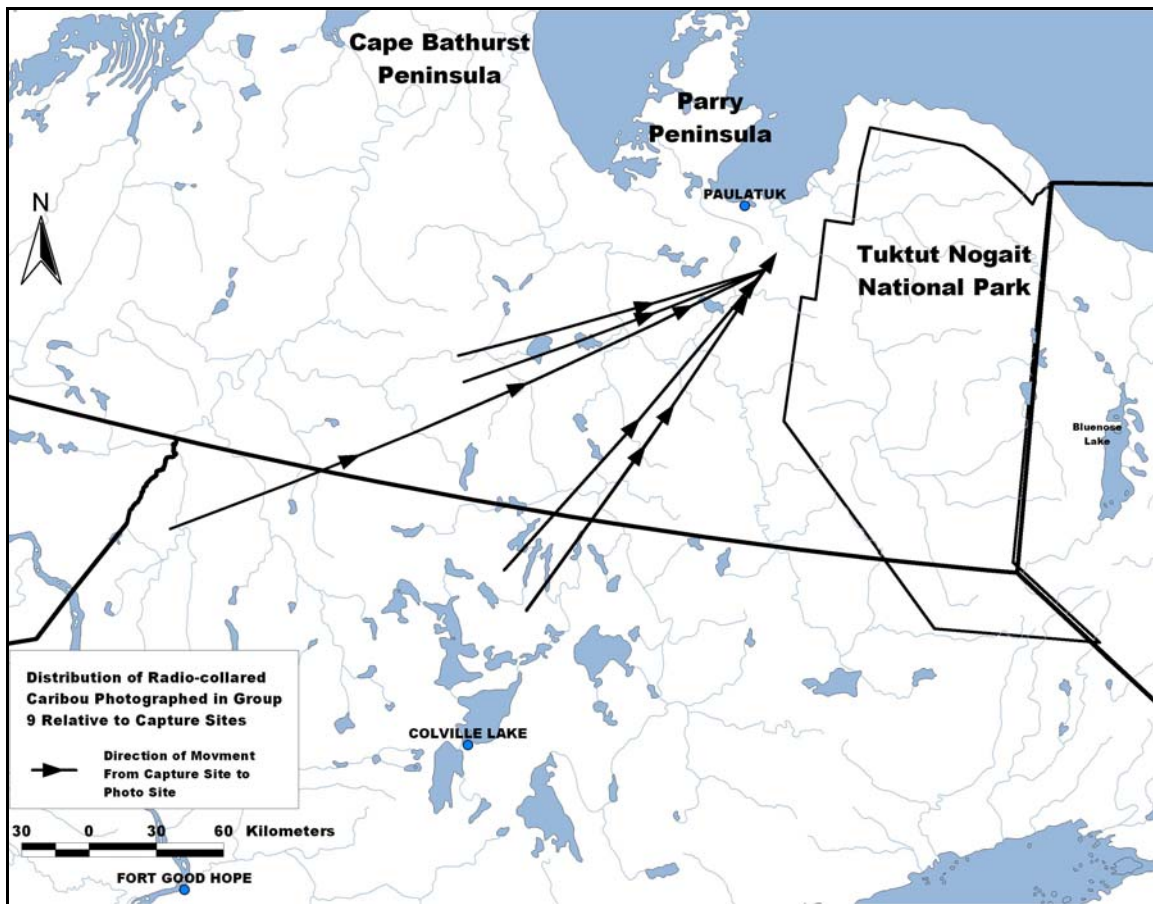 Cape Bathurst
Peninsula
Parry
Peninsula
PAULATUK
N
Tuktut Nogait
National Park
Bluenose
Lake
Distribution of Radio-collared
Caribou Photographed in Group
9 Relative to Capture Sites
Direction of Movment
From Capture Site to
Photo Site
COLVILLE LAKE
30 0 30 60 Kilometers
FORT GOOD HOPE